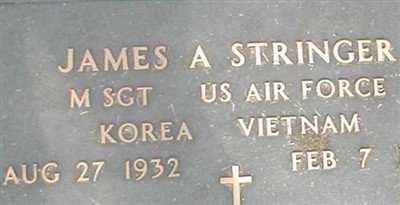 JAMES A STRINGER
M SGT US AIR FORCE
KOREA VIETNAM
AUG 27 1932 FEB 7